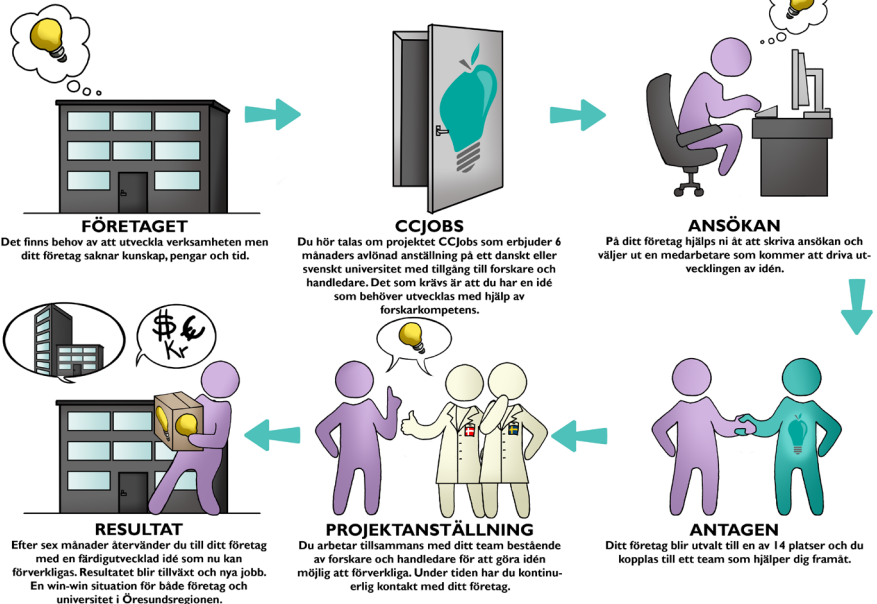 FÖRETAGET
Det finns behov av att utveckla verksamheten men
ditt företag saknar kunskap, pengar och tid.
CCJOBS
Du hör talas om projektet CCJobs som erbjuder 6
månaders avlönad anställning på ett danskt eller
svenskt universitet med tillgång till forskare och
handledare. Det som krävs är att du har en idé
som behöver utvecklas med hjälp av
forskarkompetens.
ANSÖKAN
På ditt företag hjälps ni åt att skriva ansökan och
väljer ut en medarbetare som kommer att driva ut-
vecklingen av idén.
$ €
Kr
RESULTAT
Efter sex månader återvänder du till ditt företag
med en färdigutvecklad idé som nu kan
förverkligas. Resultatet blir tillväxt och nya jobb.
En win-win situation för både företag och
universitet i Öresundsregionen.
PROJEKTANSTÄLLNING
Du arbetar tillsammans med ditt team bestående
av forskare och handledare för att göra idén
möjlig att förverkliga. Under tiden har du kontinu-
erlig kontakt med ditt företag.
ANTAGEN
Ditt företag blir utvalt till en av 14 platser och du
kopplas till ett team som hjälper dig framåt.